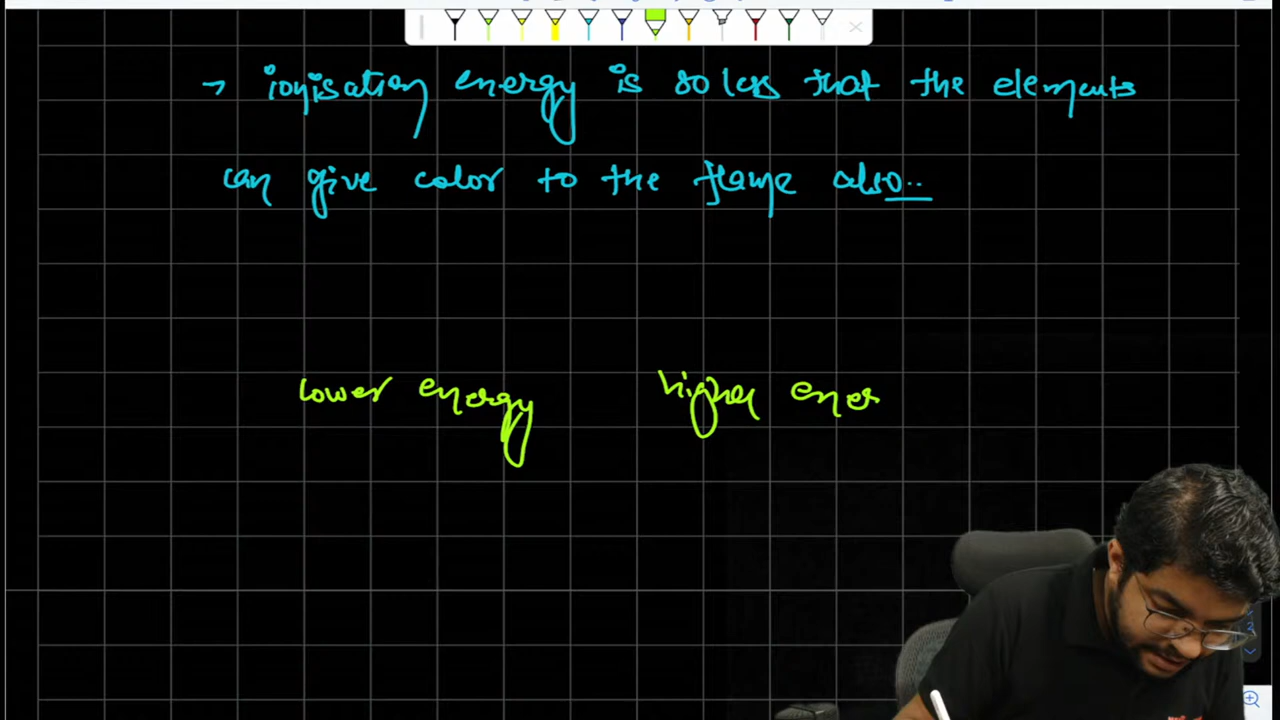 → ionisation energy is so less that the elements
can give color to the flame also..
lower energy higher ener
2